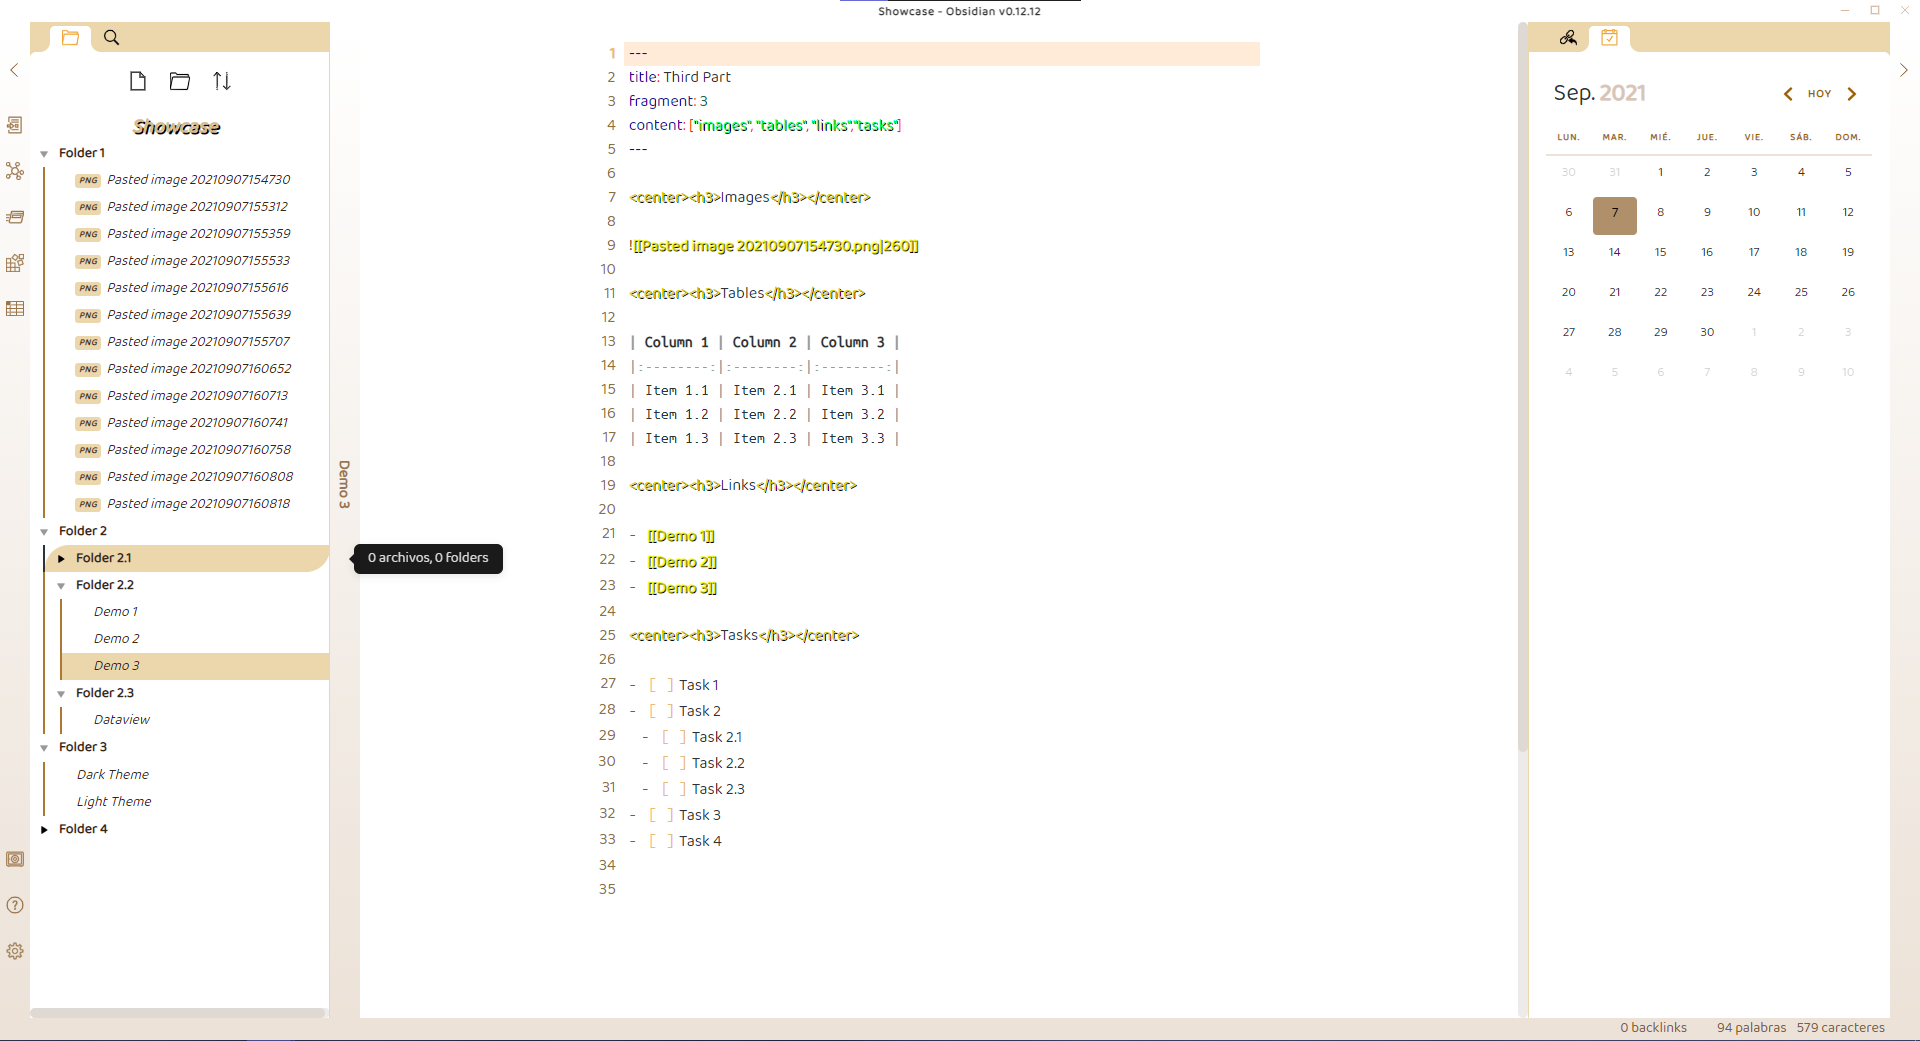 Showcase - Obsidian v0.12.12
Showcase
Folder 1
PNG Pasted image 20210907154730
PNG Pasted image 20210907155312
PNG Pasted image 20210907155359
PNG Pasted image 20210907155533
PNG Pasted image 20210907155616
PNG Pasted image 20210907155639
PNG Pasted image 20210907155707
PNG Pasted image 20210907160652
PNG Pasted image 20210907160713
PNG Pasted image 20210907160741
PNG Pasted image 20210907160758
PNG Pasted image 20210907160808
PNG Pasted image 20210907160818
Folder 2
Folder 2.1
Folder 2.2
Demo 1
Demo 2
Demo 3
Folder 2.3
Dataview
Folder 3
Dark Theme
Light Theme
Folder 4
Demo 3
0 archivos, 0 folders
1 ---
2 title: Third Part
3 fragment: 3
4 content: ["images", "tables", "links","tasks"]
5 ---
6
7 <center><h3>Images</h3></center>
8
9 ![[Pasted image 20210907154730.png|260]]
10
11 <center><h3>Tables</h3></center>
12
13 | Column 1 | Column 2 | Column 3 |
14 |:--------:|:--------:|:--------:|
15 | Item 1.1 | Item 2.1 | Item 3.1 |
16 | Item 1.2 | Item 2.2 | Item 3.2 |
17 | Item 1.3 | Item 2.3 | Item 3.3 |
18
19 <center><h3>Links</h3></center>
20
21 - [[Demo 1]]
22 - [[Demo 2]]
23 - [[Demo 3]]
24
25 <center><h3>Tasks</h3></center>
26
27 - [ ] Task 1
28 - [ ] Task 2
29 - [ ] Task 2.1
30 - [ ] Task 2.2
31 - [ ] Task 2.3
32 - [ ] Task 3
33 - [ ] Task 4
34
35
Sep. 2021 HOY
LUN. MAR. MIÉ. JUE. VIE. SÁB. DOM.
30 31 1 2 3 4 5
6 7 8 9 10 11 12
13 14 15 16 17 18 19
20 21 22 23 24 25 26
27 28 29 30 1 2 3
4 5 6 7 8 9 10
0 backlinks 94 palabras 579 caracteres